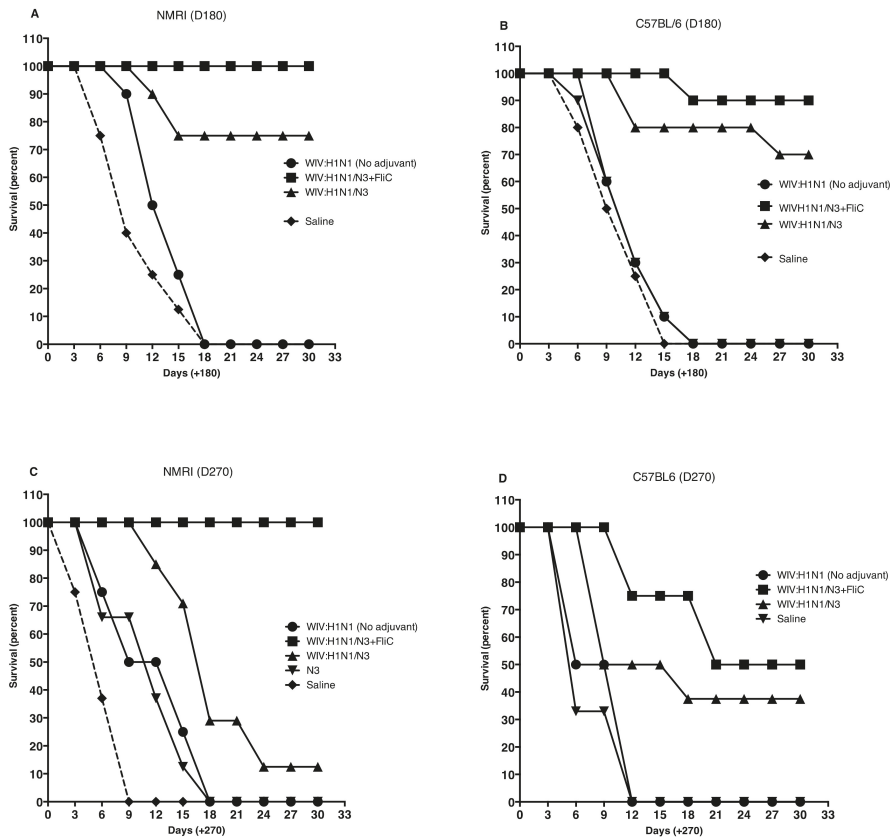 A
NMRI (D180)
Survival (percent)
110
100
90
80
70
60
50
40
30
20
10
0
0 3 6 9 12 15 18 21 24 27 30 33
Days (+180)
WIV:H1N1 (No adjuvant)
WIV:H1N1/N3+FliC
WIV:H1N1/N3
Saline
B
C57BL/6 (D180)
Survival (percent)
110
100
90
80
70
60
50
40
30
20
10
0
0 3 6 9 12 15 18 21 24 27 30 33
Days (+180)
WIV:H1N1 (No adjuvant)
WIVH1N1/N3+FliC
WIV:H1N1/N3
Saline
C
NMRI (D270)
Survival (percent)
110
100
90
80
70
60
50
40
30
20
10
0
0 3 6 9 12 15 18 21 24 27 30 33
Days (+270)
WIV:H1N1 (No adjuvant)
WIV:H1N1/N3+FliC
WIV:H1N1/N3
N3
Saline
D
C57BL6 (D270)
Survival (percent)
110
100
90
80
70
60
50
40
30
20
10
0
0 3 6 9 12 15 18 21 24 27 30 33
Days (+270)
WIV:H1N1 (No adjuvant)
WIV:H1N1/N3+FliC
WIV:H1N1/N3
Saline